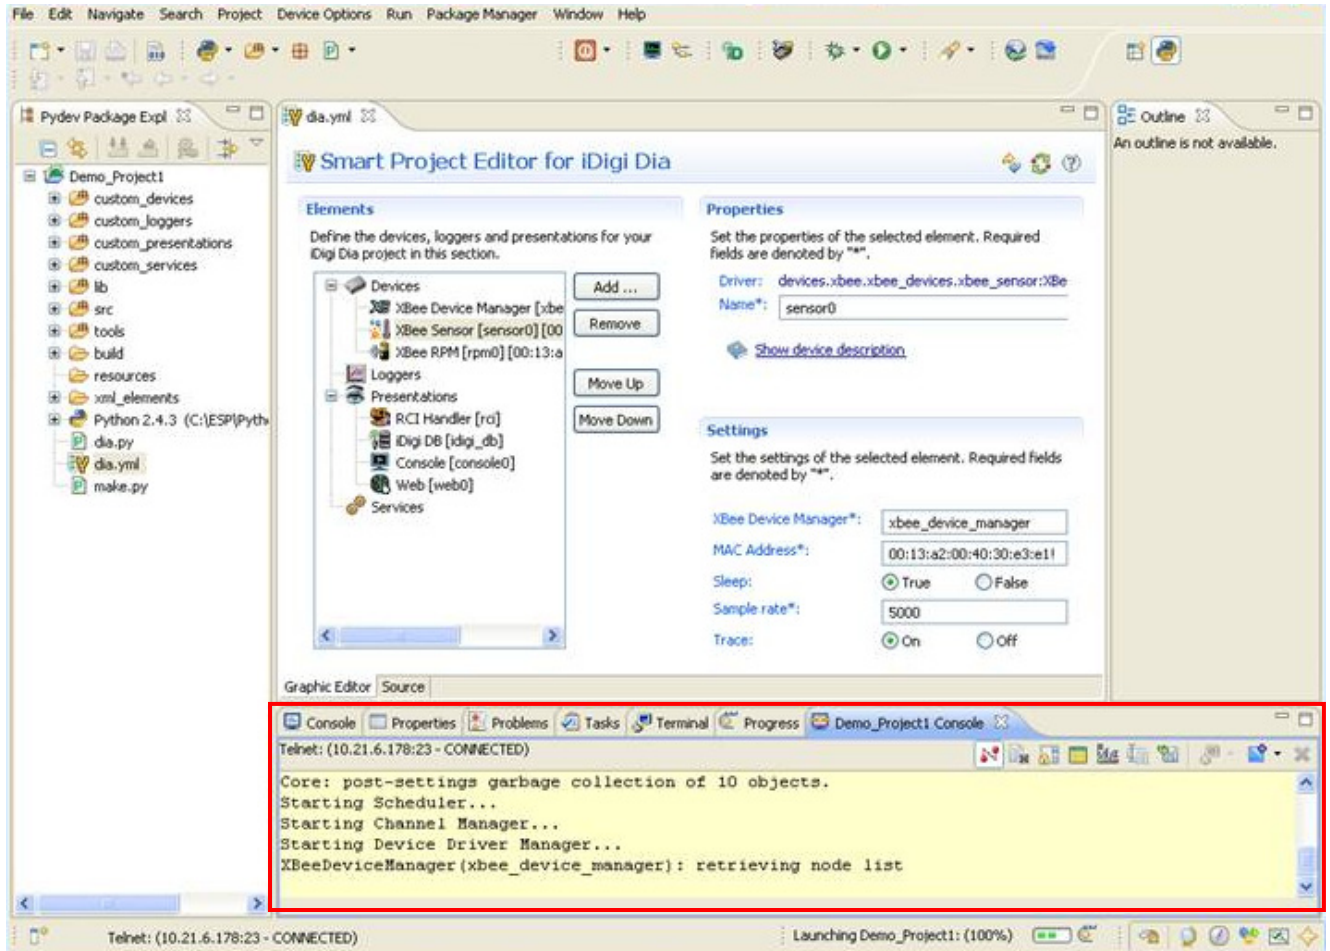 File Edit Navigate Search Project Device Options Run Package Manager Window Help
Pydev Package Expl
Demo_Project1
custom_devices
custom_loggers
custom_presentations
custom_services
lib
src
tools
build
resources
xml_elements
Python 2.4.3 (C:\ESP\Pyth
dia.py
dia.yml
make.py
dia.yml
Smart Project Editor for iDigi Dia
Elements
Define the devices, loggers and presentations for your
iDigi Dia project in this section.
Devices
XBee Device Manager [xbe
XBee Sensor [sensor0] [00
XBee RPM [rpm0] [00:13:a
Loggers
Presentations
RCI Handler [rci]
iDigi DB [idigi_db]
Console [console0]
Web [web0]
Services
Add ...
Remove
Move Up
Move Down
Properties
Set the properties of the selected element. Required
fields are denoted by "*".
Driver: devices.xbee.xbee_devices.xbee_sensor:XBe
Name*: sensor0
Show device description
Settings
Set the settings of the selected element. Required fields
are denoted by "*".
XBee Device Manager*: xbee_device_manager
MAC Address*: 00:13:a2:00:40:30:e3:e1!
Sleep: True False
Sample rate*: 5000
Trace: On Off
Graphic Editor Source
Outline
An outline is not available.
Console Properties Problems Tasks Terminal Progress Demo_Project1 Console
Telnet: (10.21.6.178:23 - CONNECTED)
Core: post-settings garbage collection of 10 objects.
Starting Scheduler...
Starting Channel Manager...
Starting Device Driver Manager...
XBeeDeviceManager(xbee_device_manager): retrieving node list
Telnet: (10.21.6.178:23 - CONNECTED)
Launching Demo_Project1: (100%)